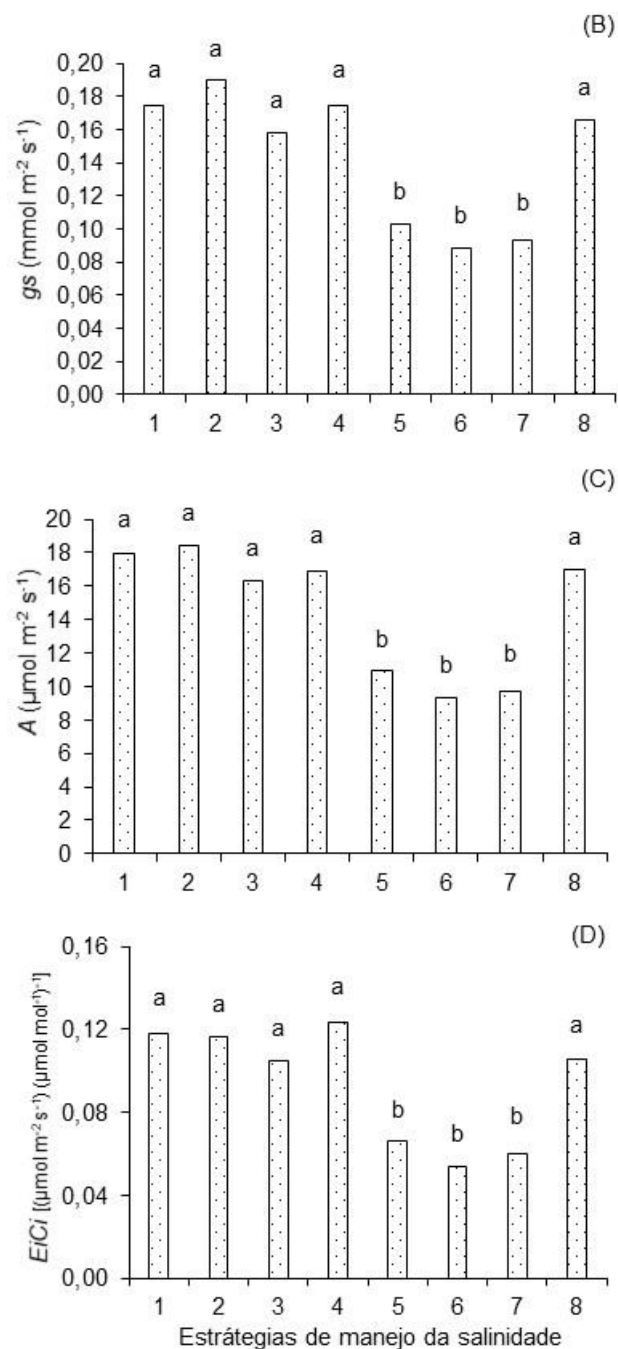 (B)
gs (mmol m⁻² s⁻¹)
0,20
0,18
0,16
0,14
0,12
0,10
0,08
0,06
0,04
0,02
0,00
a a a a b b b a
1 2 3 4 5 6 7 8
(C)
A (µmol m⁻² s⁻¹)
20
18
16
14
12
10
8
6
4
2
0
a a a a b b b a
1 2 3 4 5 6 7 8
(D)
EiCi [(µmol m⁻² s⁻¹) (µmol mol⁻¹)⁻¹]
0,16
0,12
0,08
0,04
0,00
a a a a b b b a
1 2 3 4 5 6 7 8
Estrátegias de manejo da salinidade